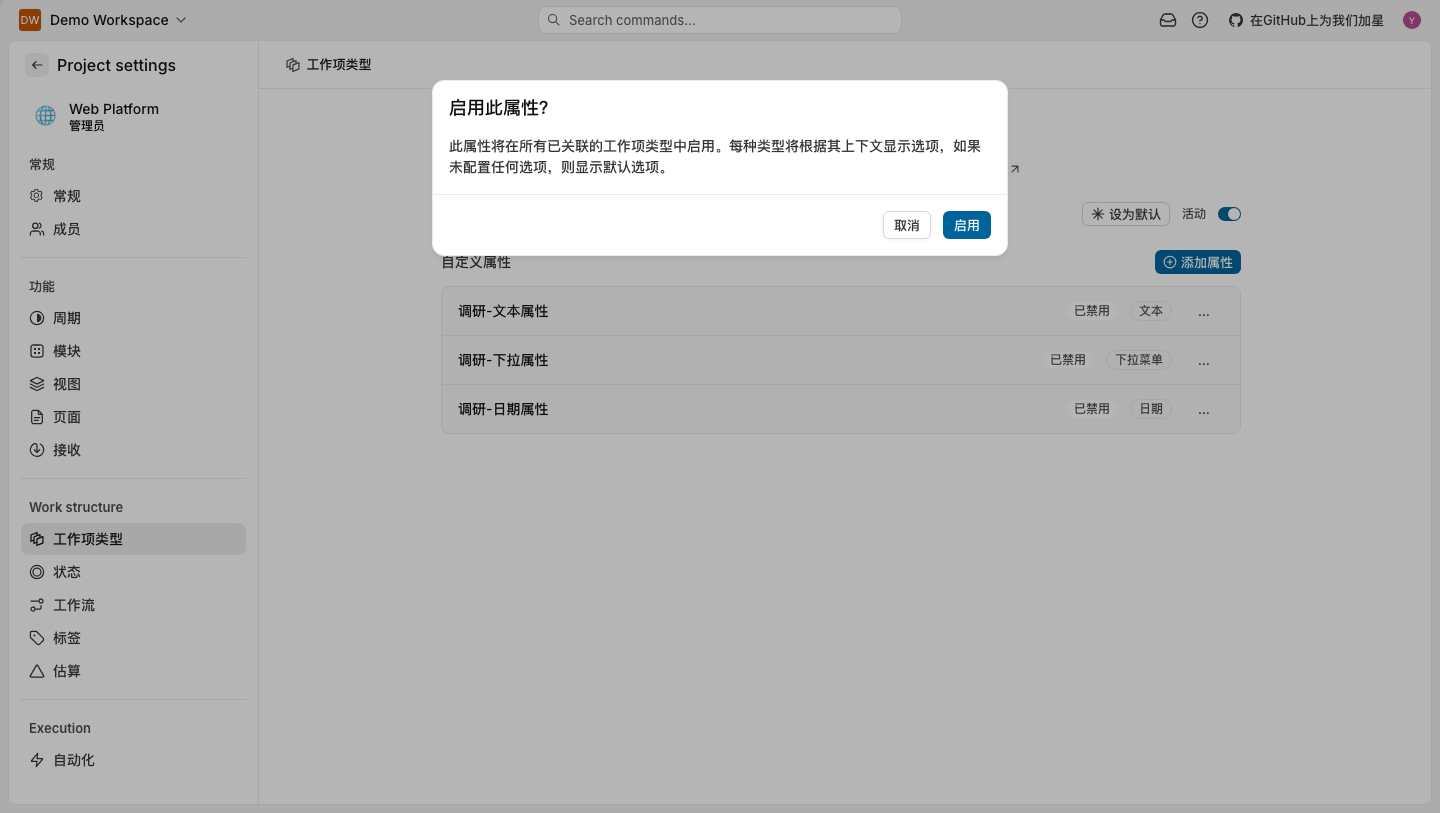 DW
Demo Workspace
Search commands...
在GitHub上为我们加星
Y
Project settings
工作项类型
Web Platform
管理员
常规
常规
成员
功能
周期
模块
视图
页面
接收
Work structure
工作项类型
状态
工作流
标签
估算
Execution
自动化
启用此属性?
此属性将在所有已关联的工作项类型中启用。每种类型将根据其上下文显示选项，如果
未配置任何选项，则显示默认选项。
取消
启用
设为默认
活动
自定义属性
添加属性
调研-文本属性
已禁用
文本
...
调研-下拉属性
已禁用
下拉菜单
...
调研-日期属性
已禁用
日期
...